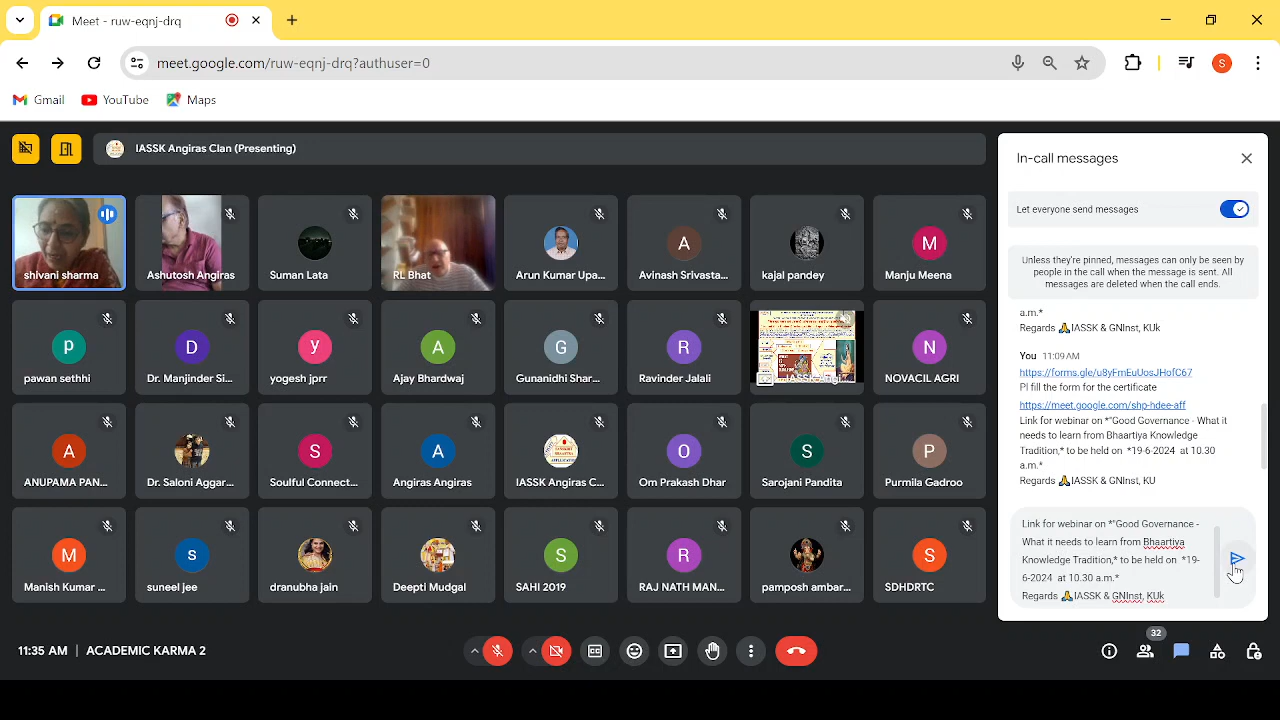 Meet - ruw-eqnj-drq
meet.google.com/ruw-eqnj-drq?authuser=0
S
Gmail
YouTube
Maps
IASSK Angiras Clan (Presenting)
shivani sharma
Ashutosh Angiras
Suman Lata
RL Bhat
Arun Kumar Upa...
A
Avinash Srivasta...
kajal pandey
M
Manju Meena
p
pawan sethhi
D
Dr. Manjinder Si...
y
yogesh jprr
A
Ajay Bhardwaj
G
Gunanidhi Shar...
R
Ravinder Jalali
N
NOVACIL AGRI
A
ANUPAMA PAN...
Dr. Saloni Aggar...
S
Soulful Connect...
A
Angiras Angiras
IASSK Angiras C...
O
Om Prakash Dhar
S
Sarojani Pandita
P
Purmila Gadroo
M
Manish Kumar ...
s
suneel jee
dranubha jain
Deepti Mudgal
S
SAHI 2019
R
RAJ NATH MAN...
pamposh ambar...
S
SDHDRTC
In-call messages
Let everyone send messages
Unless they're pinned, messages can only be seen by
people in the call when the message is sent. All
messages are deleted when the call ends.
a.m.*
Regards 🙏IASSK & GNInst, KUk
You 11:09 AM
https://forms.gle/u8yFmEuUosJHofC67
Pl fill the form for the certificate
https://meet.google.com/shp-hdee-aff
Link for webinar on *"Good Governance - What it
needs to learn from Bhaartiya Knowledge
Tradition,* to be held on *19-6-2024 at 10.30
a.m.*
Regards 🙏IASSK & GNInst, KU
Link for webinar on *"Good Governance -
What it needs to learn from Bhaartiya
Knowledge Tradition,* to be held on *19-
6-2024 at 10.30 a.m.*
Regards 🙏IASSK & GNInst, KUk
11:35 AM | ACADEMIC KARMA 2
32